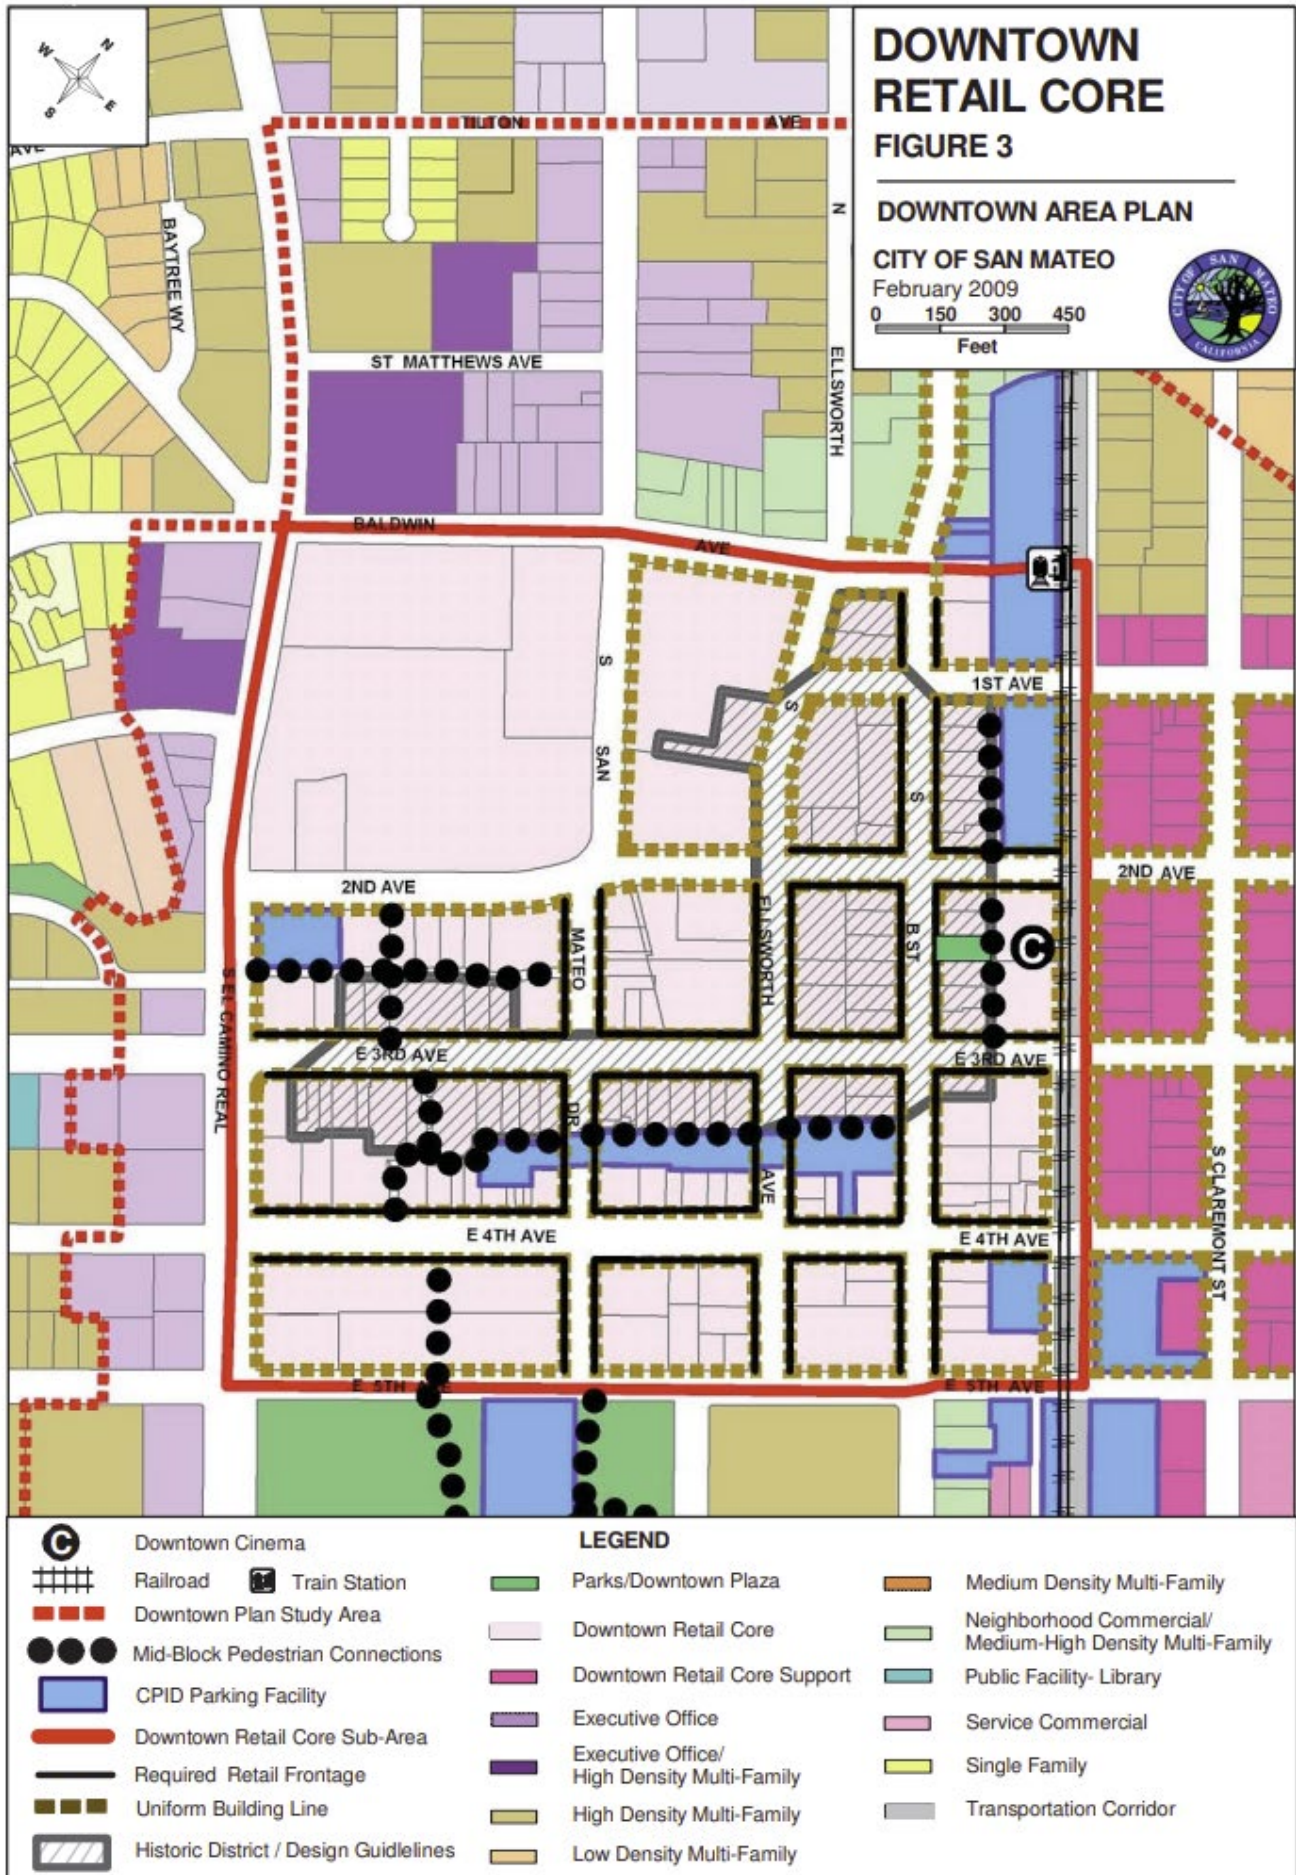 W
N
S
E
DOWNTOWN
RETAIL CORE
FIGURE 3
DOWNTOWN AREA PLAN
CITY OF SAN MATEO
February 2009
0 150 300 450
Feet
CITY OF SAN MATEO
CALIFORNIA
TILTON AVE
AVE
BAYTREE WY
N
ELLSWORTH
ST MATTHEWS AVE
BALDWIN AVE
S
SAN
MATEO
DR
S
ELLSWORTH
AVE
S
B ST
1ST AVE
2ND AVE
2ND AVE
C
S EL CAMINO REAL
E 3RD AVE
E 3RD AVE
S CLAREMONT ST
E 4TH AVE
E 4TH AVE
E 5TH AVE
E 5TH AVE
LEGEND
C Downtown Cinema
Railroad
Train Station
Downtown Plan Study Area
Mid-Block Pedestrian Connections
CPID Parking Facility
Downtown Retail Core Sub-Area
Required Retail Frontage
Uniform Building Line
Historic District / Design Guidlelines
Parks/Downtown Plaza
Downtown Retail Core
Downtown Retail Core Support
Executive Office
Executive Office/
High Density Multi-Family
High Density Multi-Family
Low Density Multi-Family
Medium Density Multi-Family
Neighborhood Commercial/
Medium-High Density Multi-Family
Public Facility- Library
Service Commercial
Single Family
Transportation Corridor